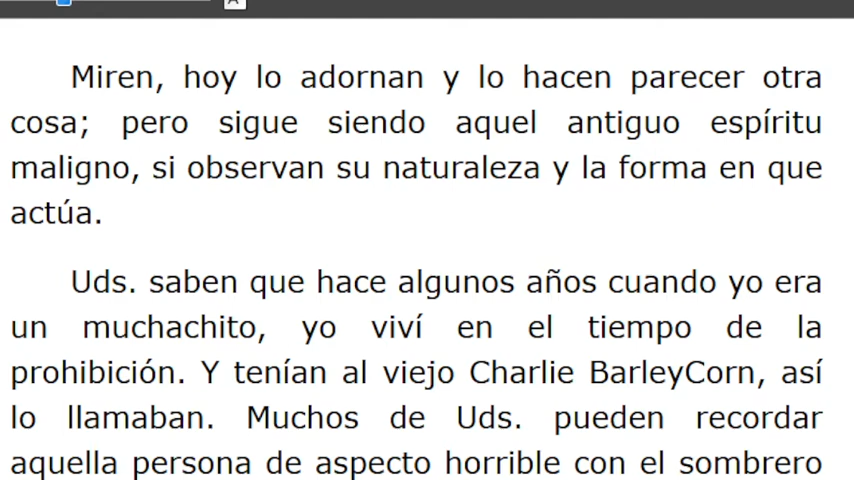 A
Miren, hoy lo adornan y lo hacen parecer otra
cosa; pero sigue siendo aquel antiguo espíritu
maligno, si observan su naturaleza y la forma en que
actúa.
Uds. saben que hace algunos años cuando yo era
un muchachito, yo viví en el tiempo de la
prohibición. Y tenían al viejo Charlie BarleyCorn, así
lo llamaban. Muchos de Uds. pueden recordar
aquella persona de aspecto horrible con el sombrero